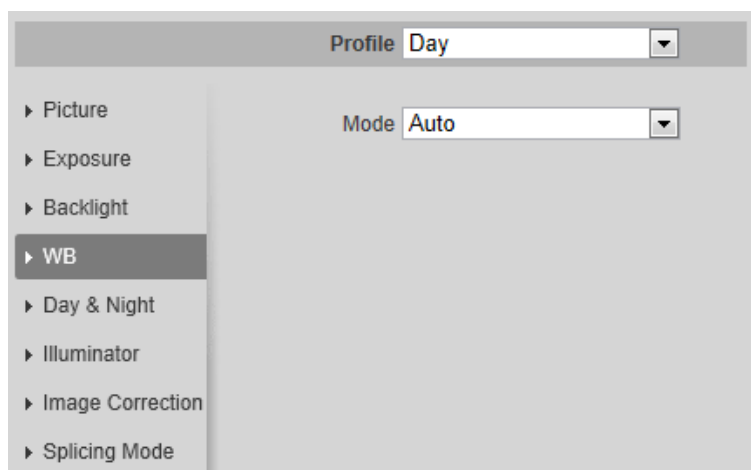 Profile Day
Picture
Mode Auto
Exposure
Backlight
WB
Day & Night
Illuminator
Image Correction
Splicing Mode